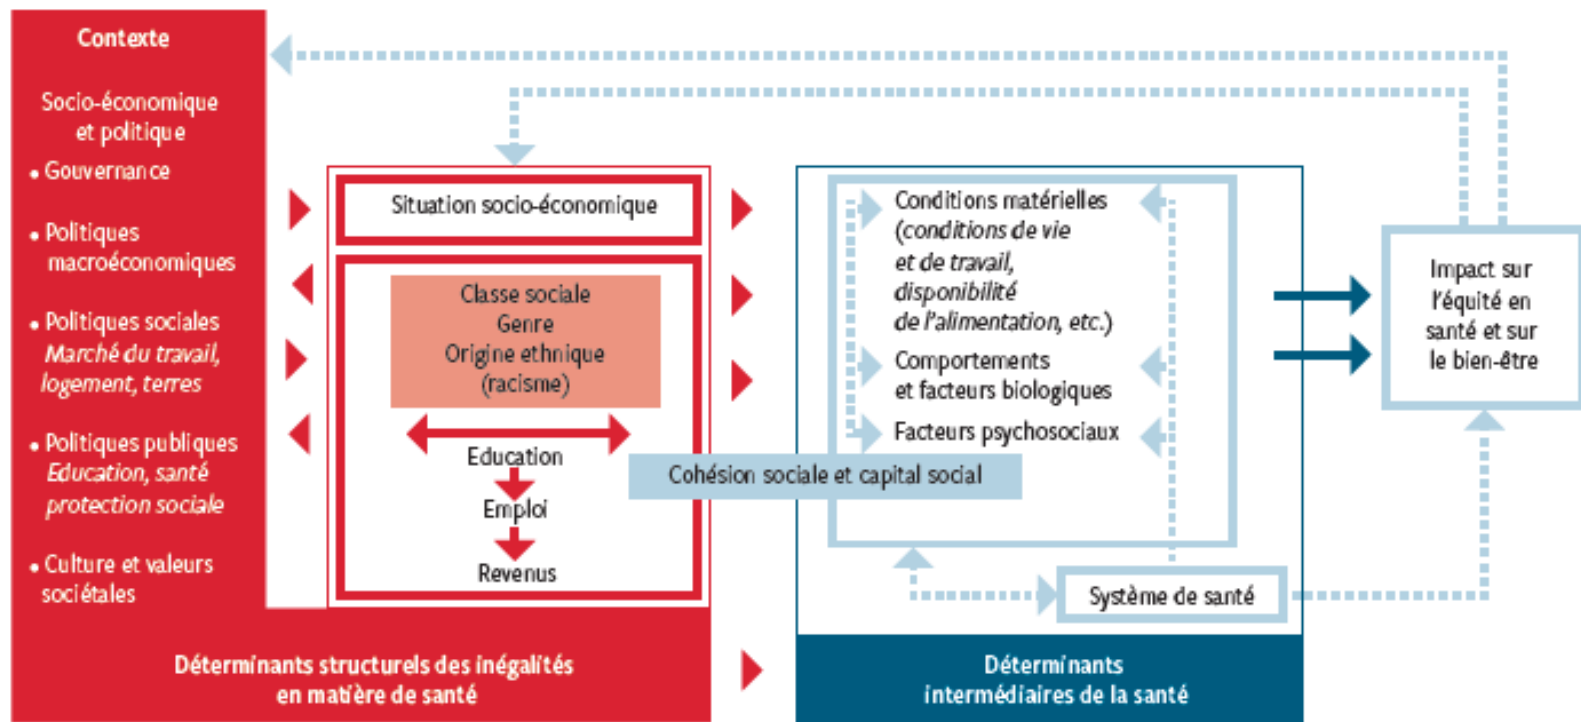 Contexte
Socio-économique
et politique
• Gouvernance
• Politiques
macroéconomiques
• Politiques sociales
Marché du travail,
logement, terres
• Politiques publiques
Education, santé
protection sociale
• Culture et valeurs
sociétales
Situation socio-économique
Classe sociale
Genre
Origine ethnique
(racisme)
Education
Emploi
Revenus
Cohésion sociale et capital social
Conditions matérielles
(conditions de vie
et de travail,
disponibilité
de l'alimentation, etc.)
Comportements
et facteurs biologiques
Facteurs psychosociaux
Système de santé
Impact sur
l'équité en
santé et sur
le bien-être
Déterminants structurels des inégalités
en matière de santé
Déterminants
intermédiaires de la santé